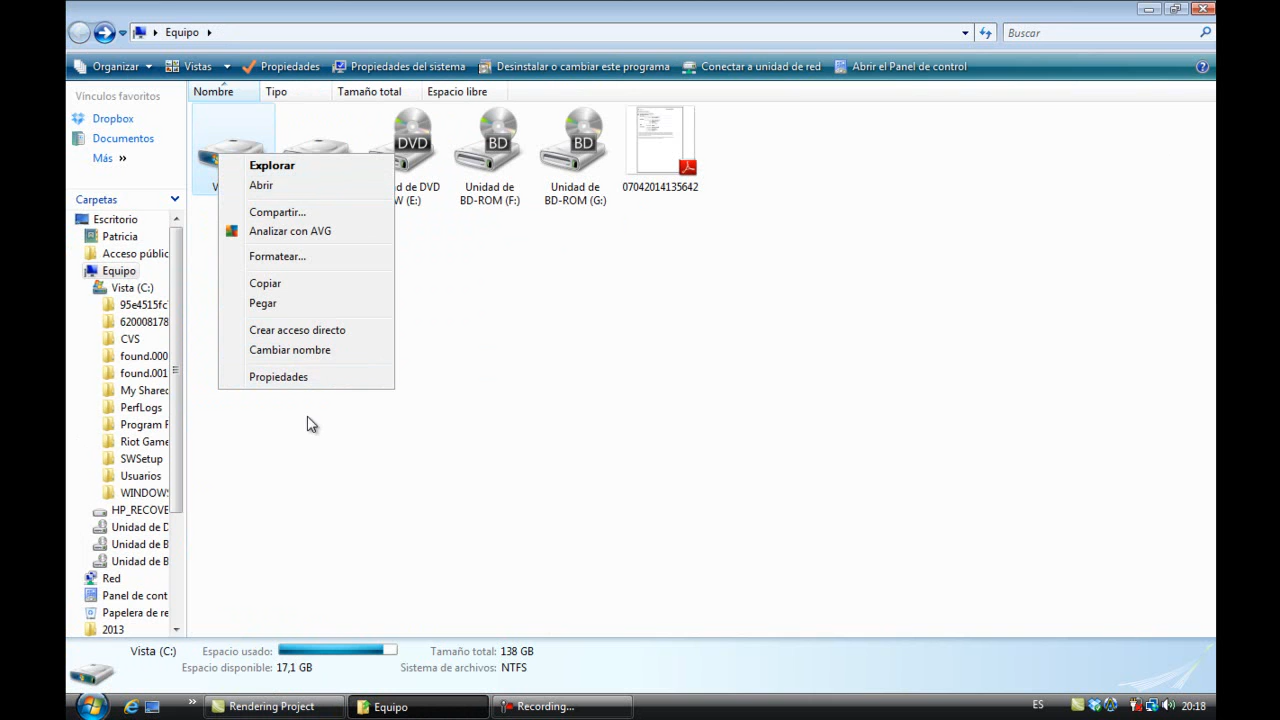 Equipo
Buscar
Organizar
Vistas
Propiedades
Propiedades del sistema
Desinstalar o cambiar este programa
Conectar a unidad de red
Abrir el Panel de control
Vínculos favoritos
Dropbox
Documentos
Más »
Carpetas
Escritorio
Patricia
Acceso públic
Equipo
Vista (C:)
95e4515fc
620008178
CVS
found.000
found.001
My Shared
PerfLogs
Program F
Riot Game
SWSetup
Usuarios
WINDOWS
HP_RECOVE
Unidad de D
Unidad de B
Unidad de B
Red
Panel de cont
Papelera de re
2013
Nombre
Tipo
Tamaño total
Espacio libre
V
DVD
d de DVD
W (E:)
BD
Unidad de
BD-ROM (F:)
BD
Unidad de
BD-ROM (G:)
07042014135642
Explorar
Abrir
Compartir...
Analizar con AVG
Formatear...
Copiar
Pegar
Crear acceso directo
Cambiar nombre
Propiedades
Vista (C:)
Espacio usado:
Tamaño total: 138 GB
Espacio disponible: 17,1 GB
Sistema de archivos: NTFS
Rendering Project
Equipo
Recording...
ES
20:18